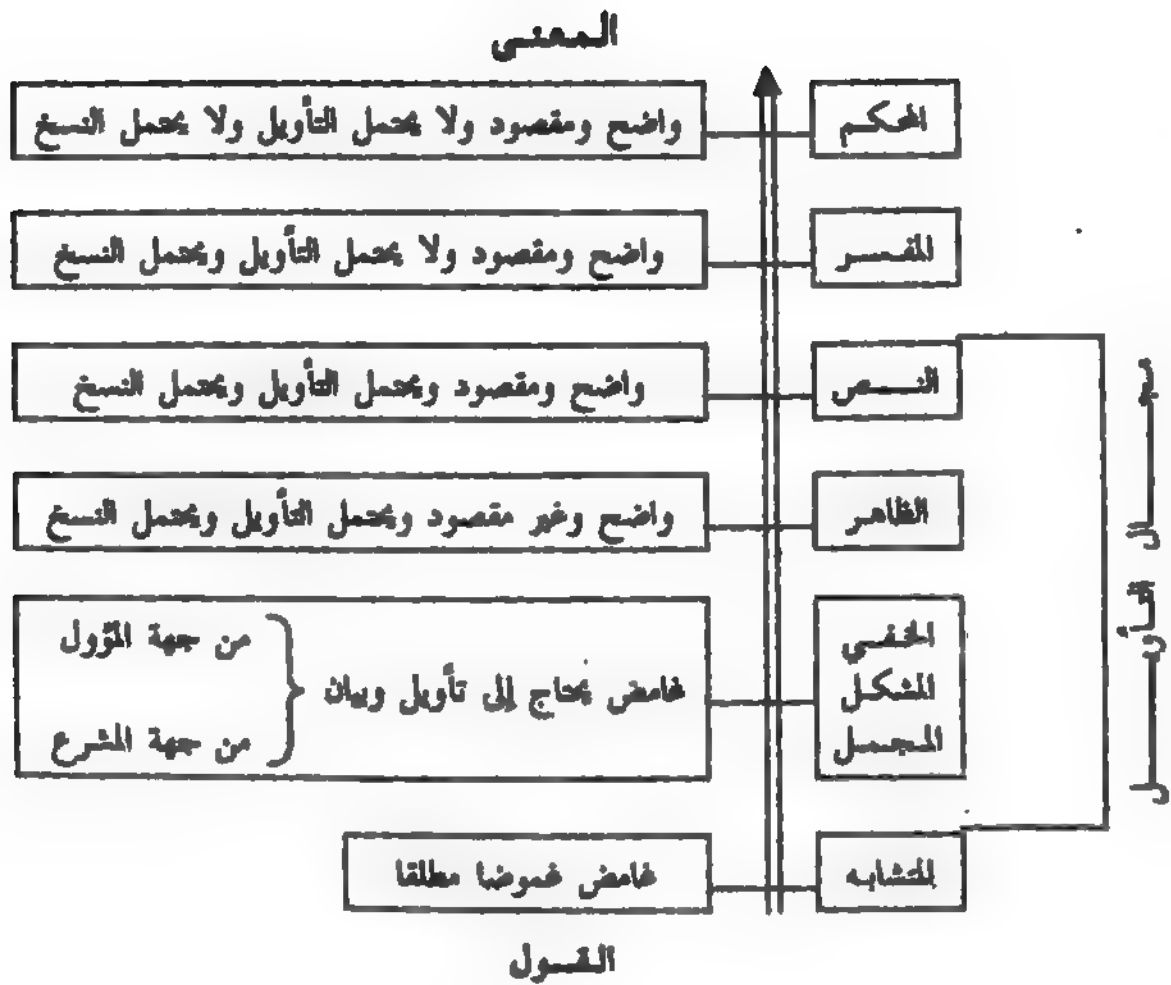 المعنى
المحكم
واضح ومقصود ولا يحتمل التأويل ولا يحتمل النسخ
المفسر
واضح ومقصود ولا يحتمل التأويل ويحتمل النسخ
النص
واضح ومقصود ويحتمل التأويل ويحتمل النسخ
الظاهر
واضح وغير مقصود ويحتمل التأويل ويحتمل النسخ
الخفي
المشكل
المجمل
غامض يحتاج إلى تأويل وبيان
من جهة المؤول
من جهة المشرع
المتشابه
غامض غموضا مطلقا
القول
مجال التأويل